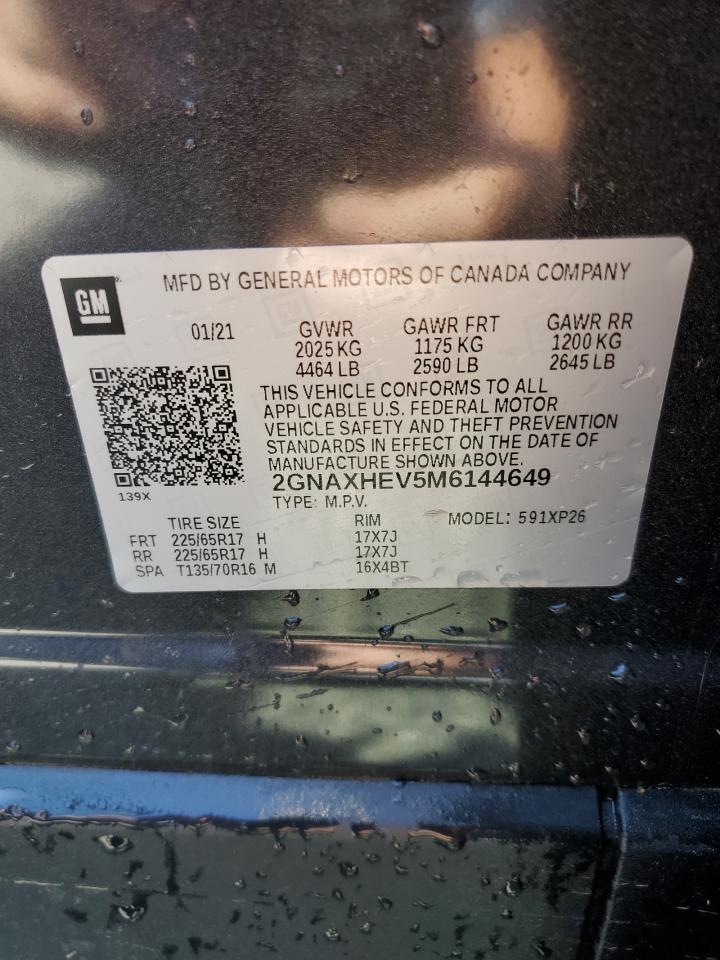 MFD BY GENERAL MOTORS OF CANADA COMPANY
GM
01/21 GVWR GAWR FRT GAWR RR
2025 KG 1175 KG 1200 KG
4464 LB 2590 LB 2645 LB
THIS VEHICLE CONFORMS TO ALL
APPLICABLE U.S. FEDERAL MOTOR
VEHICLE SAFETY AND THEFT PREVENTION
STANDARDS IN EFFECT ON THE DATE OF
MANUFACTURE SHOWN ABOVE.
2GNAXHEV5M6144649
139X
TYPE: M.P.V.
TIRE SIZE RIM MODEL: 591XP26
FRT 225/65R17 H 17X7J
RR 225/65R17 H 17X7J
SPA T135/70R16 M 16X4BT